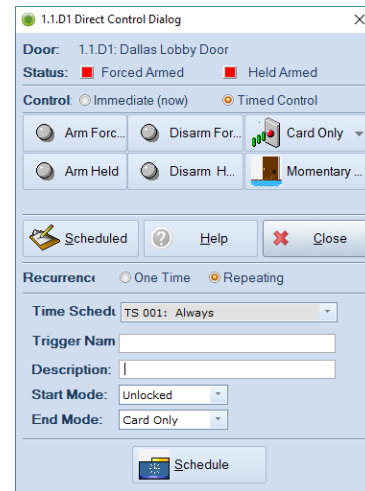 1.1.D1 Direct Control Dialog
Door: 1.1.D1: Dallas Lobby Door
Status: Forced Armed Held Armed
Control: Immediate (now) Timed Control
Arm Forc... Disarm For... Card Only
Arm Held Disarm H... Momentary ...
Scheduled Help Close
Recurrence One Time Repeating
Time Schedu TS 001: Always
Trigger Nam
Description:
Start Mode: Unlocked
End Mode: Card Only
Schedule